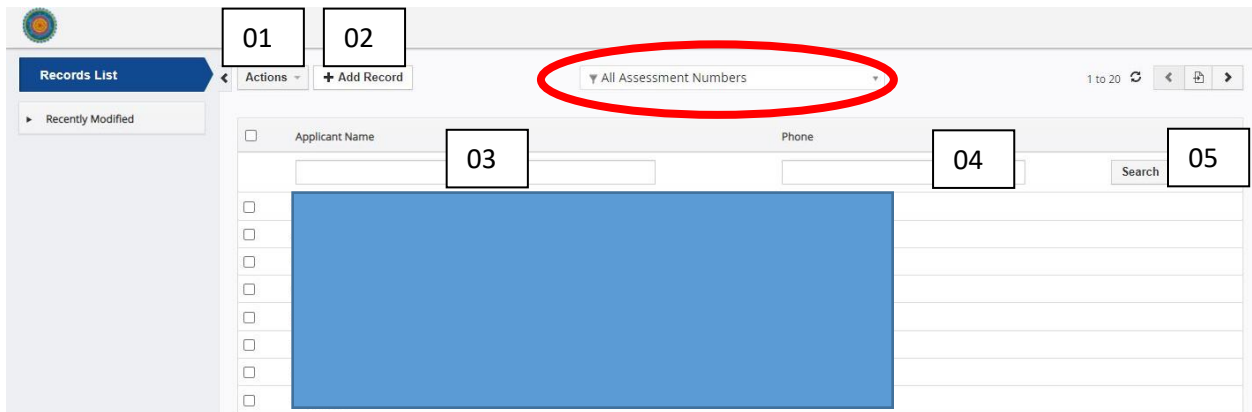 01
02
Records List
Actions
+ Add Record
All Assessment Numbers
1 to 20
Recently Modified
Applicant Name
Phone
03
04
Search
05